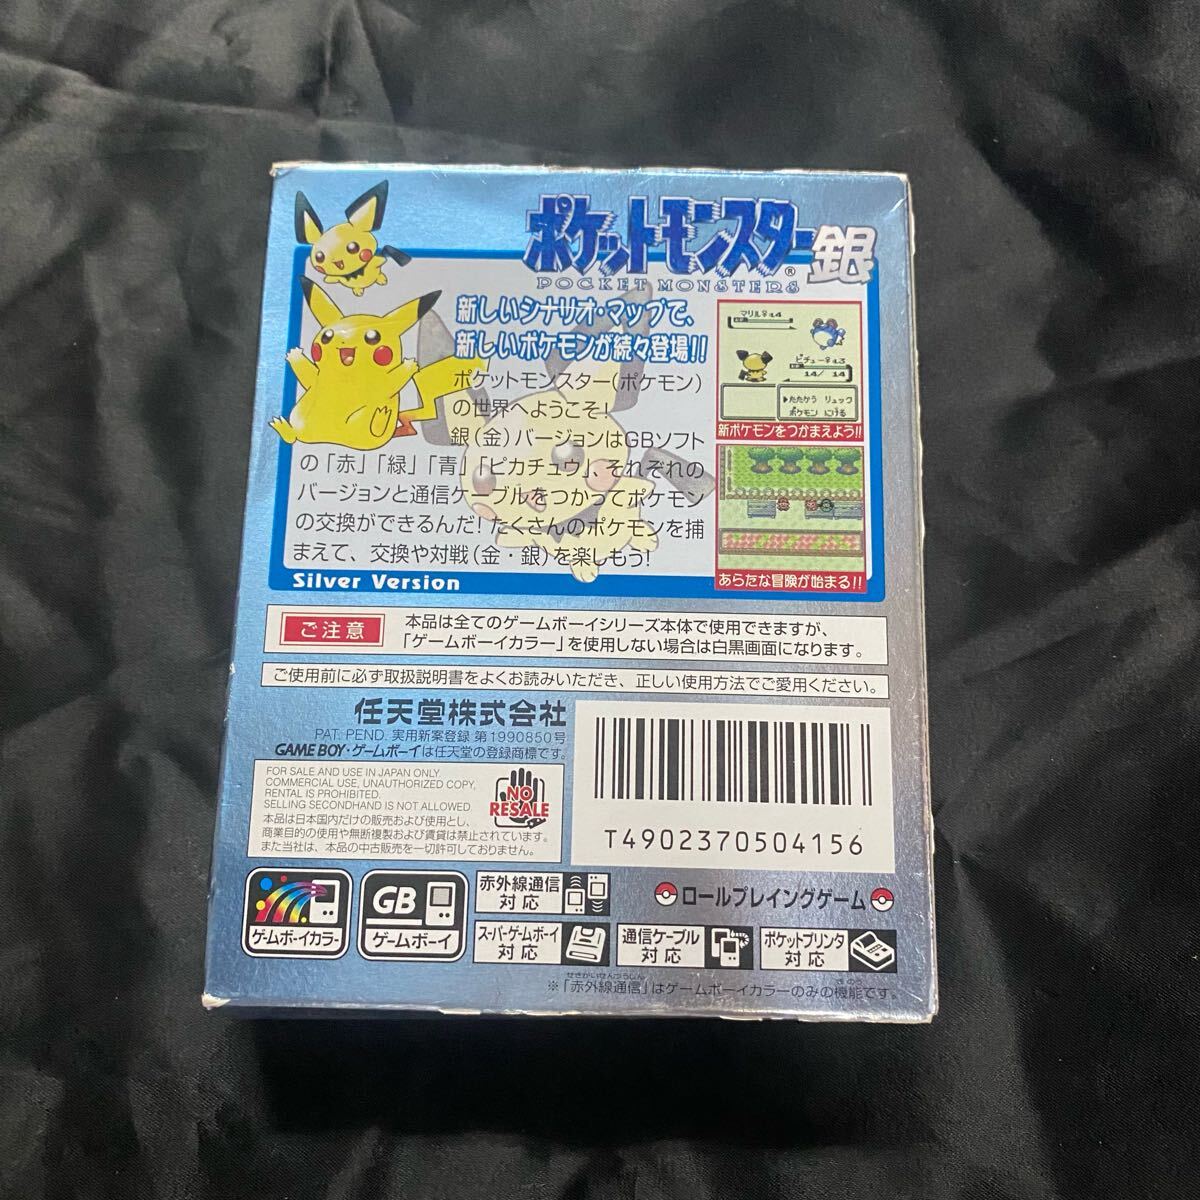 ポケットモンスター 銀
POCKET MONSTERS
®
新しいシナリオ・マップで、
新しいポケモンが続々登場!!
ポケットモンスター(ポケモン)
の世界へようこそ!
銀(金)バージョンはGBソフト
の「赤」「緑」「青」「ピカチュウ」、それぞれの
バージョンと通信ケーブルをつかってポケモン
の交換ができるんだ! たくさんのポケモンを捕
まえて、交換や対戦(金・銀)を楽しもう!
Silver Version
マリル♀ :L4
ピチュー♀ :L3
14/ 14
▶たたかう リュック
ポケモン にげる
新ポケモンをつかまえよう!!
あらたな冒険が始まる!!
ご注意
本品は全てのゲームボーイシリーズ本体で使用できますが、
「ゲームボーイカラー」を使用しない場合は白黒画面になります。
ご使用前に必ず取扱説明書をよくお読みいただき、正しい使用方法でご愛用ください。
任天堂株式会社
PAT. PEND. 実用新案登録 第1990850号
GAME BOY・ゲームボーイは任天堂の登録商標です。
FOR SALE AND USE IN JAPAN ONLY.
COMMERCIAL USE, UNAUTHORIZED COPY,
RENTAL IS PROHIBITED.
SELLING SECONDHAND IS NOT ALLOWED.
本品は日本国内だけの販売および使用とし、
商業目的の使用や無断複製および賃貸は禁止されています。
また当社は、本品の中古販売を一切許可しておりません。
NO
RESALE
T4902370504156
ゲームボーイカラー
GB
ゲームボーイ
赤外線通信
対応
ロールプレイングゲーム
スーパーゲームボーイ
対応
通信ケーブル
対応
ポケットプリンタ
対応
※「赤外線通信」はゲームボーイカラーのみの機能です。